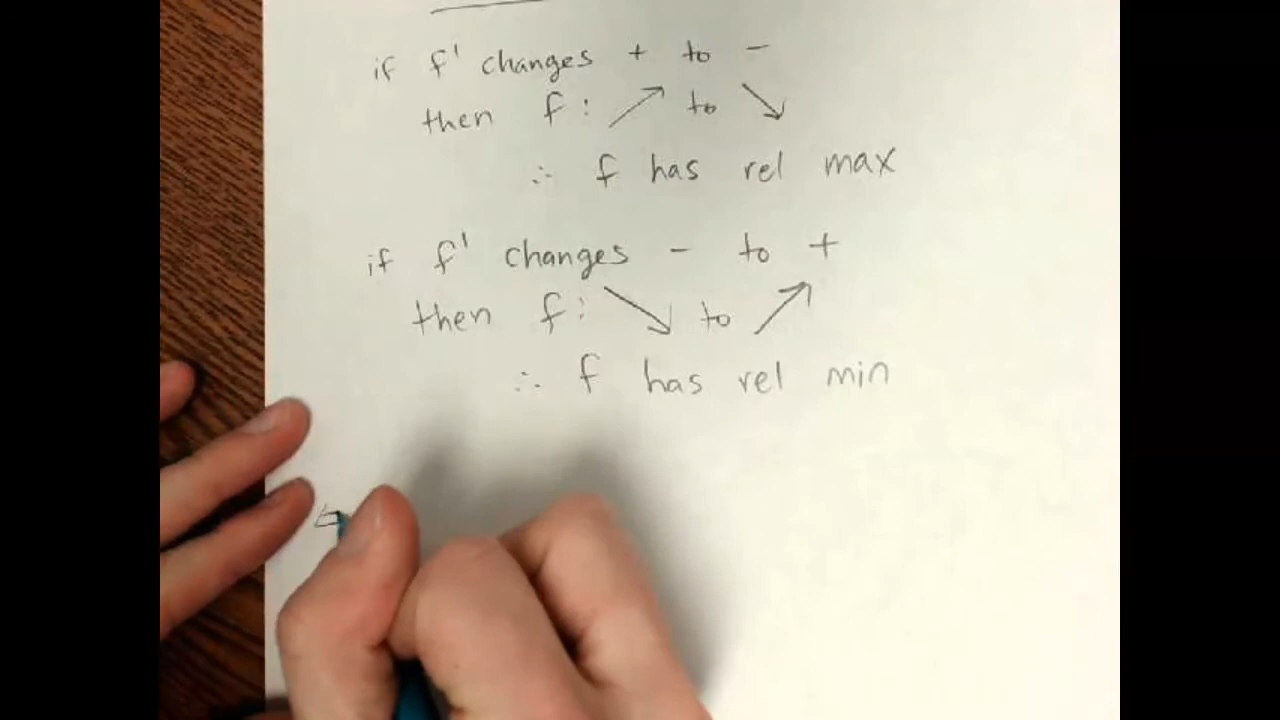 if f' changes + to -
then f: ↗ to ↘
∴ f has rel max
if f' changes - to +
then f: ↘ to ↗
∴ f has rel min